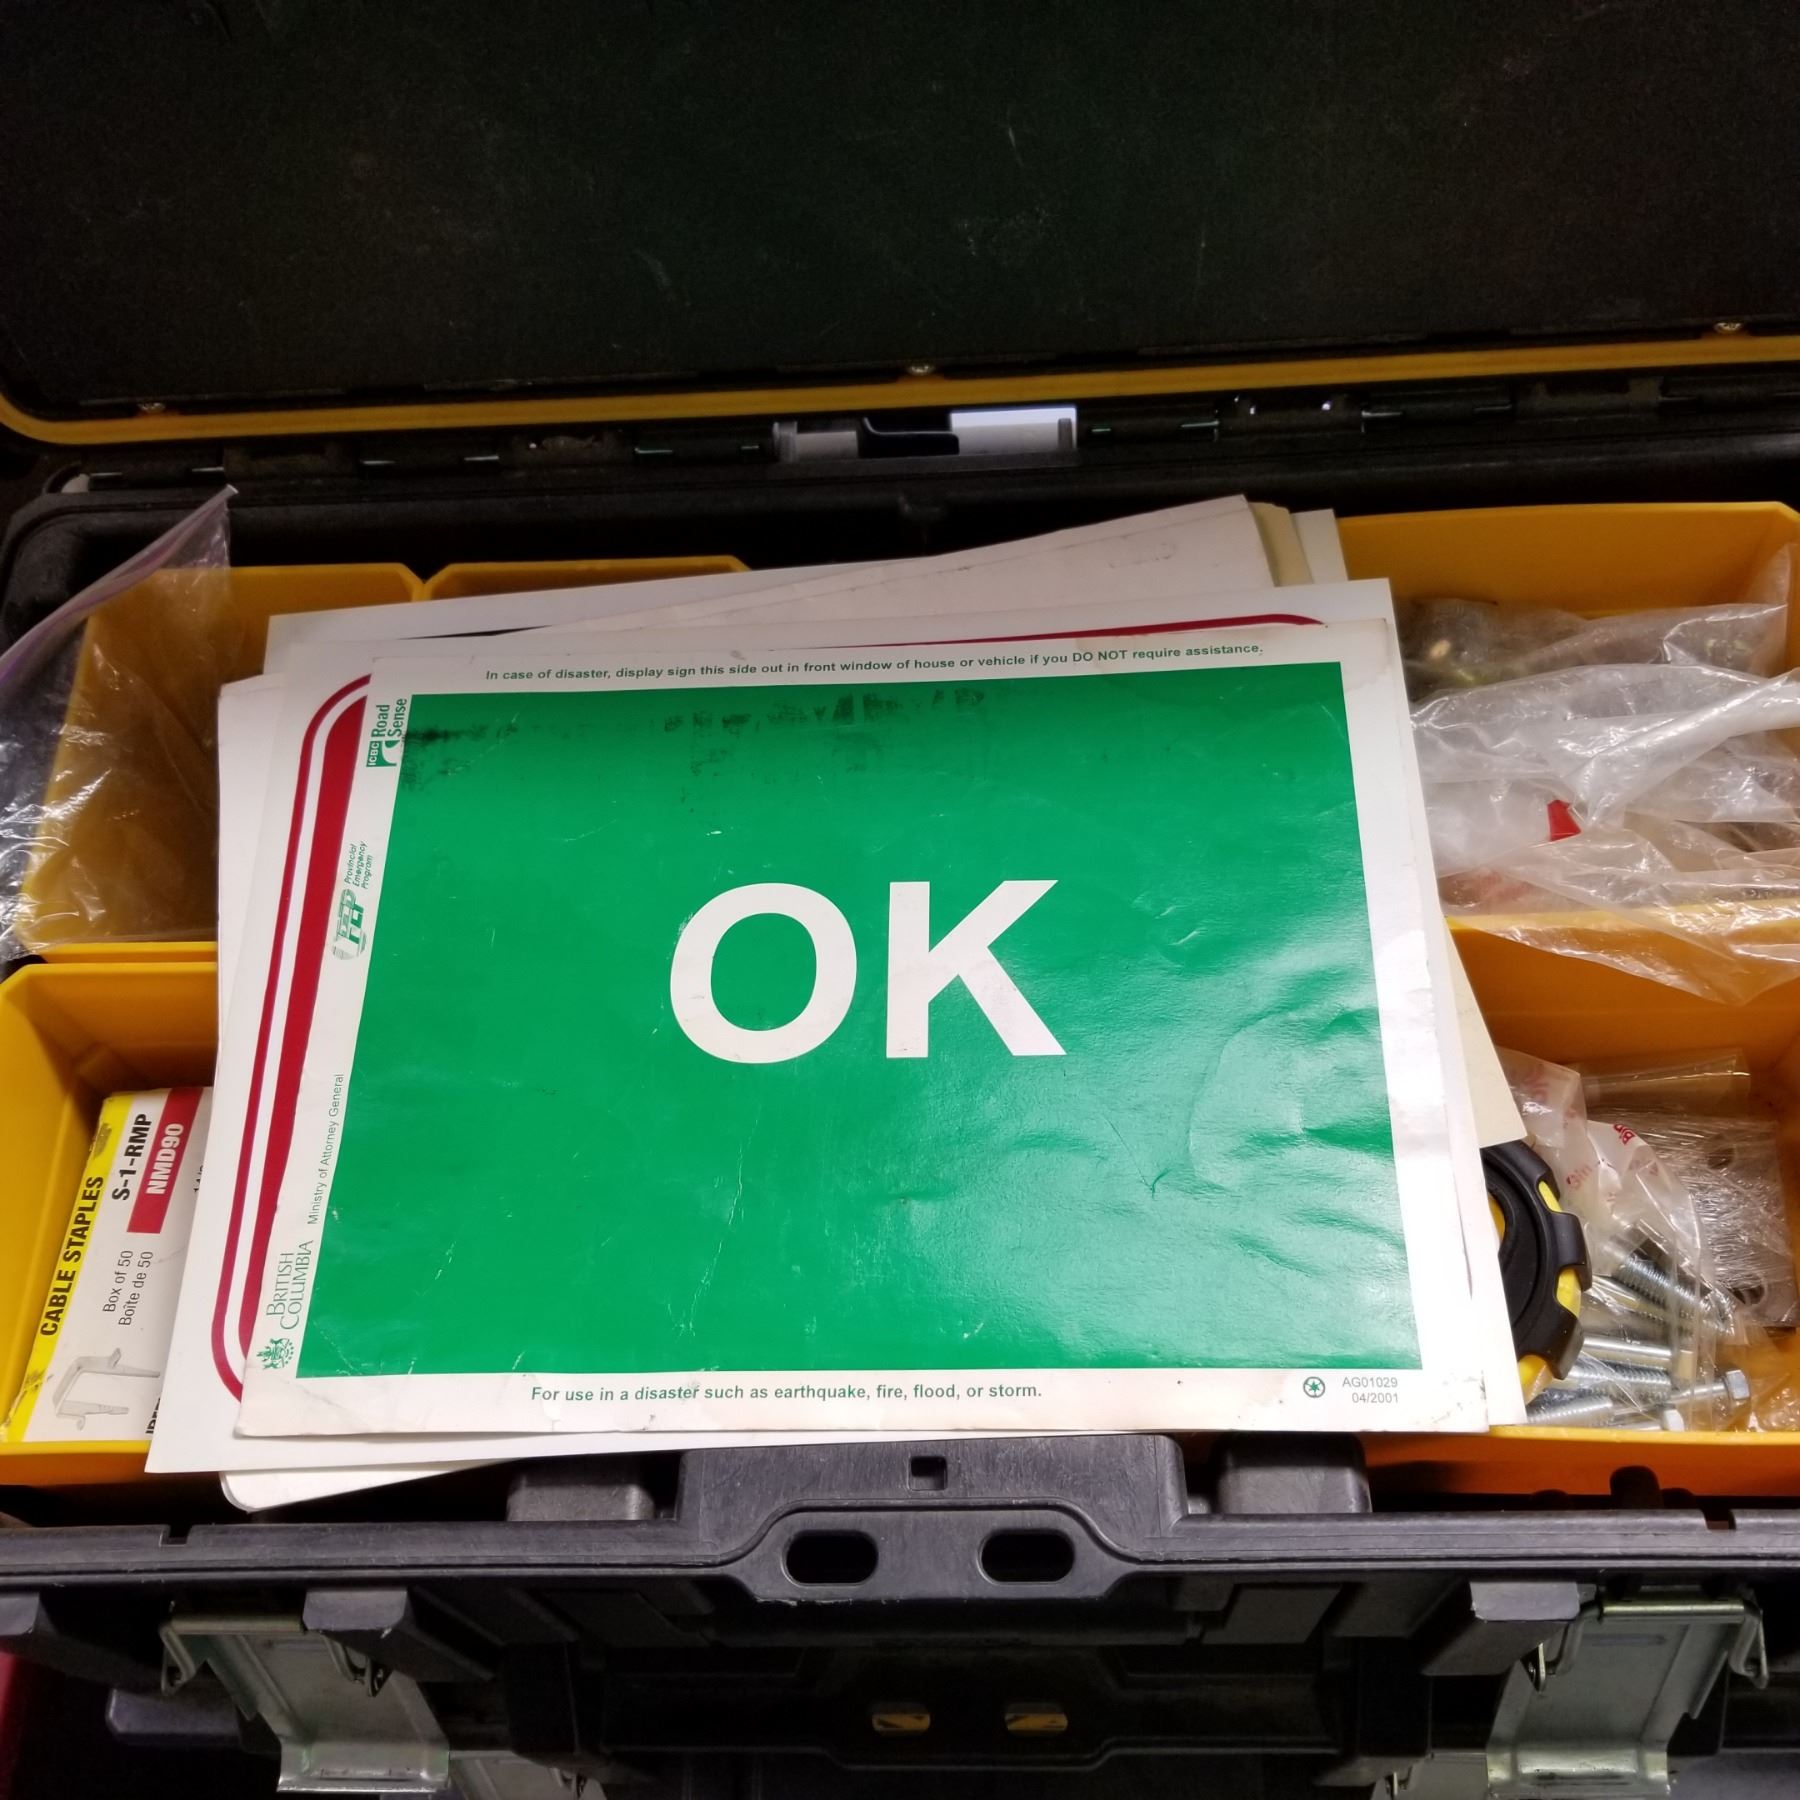 In case of disaster, display sign this side out in front window of house or vehicle if you DO NOT require assistance.
ICBC
Road
Sense
PEP
Provincial
Emergency
Program
OK
BRITISH
COLUMBIA
Ministry of Attorney General
For use in a disaster such as earthquake, fire, flood, or storm.
AG01029
04/2001
CABLE STAPLES
S-1-RMP
NMD90
Box of 50
Boîte de 50